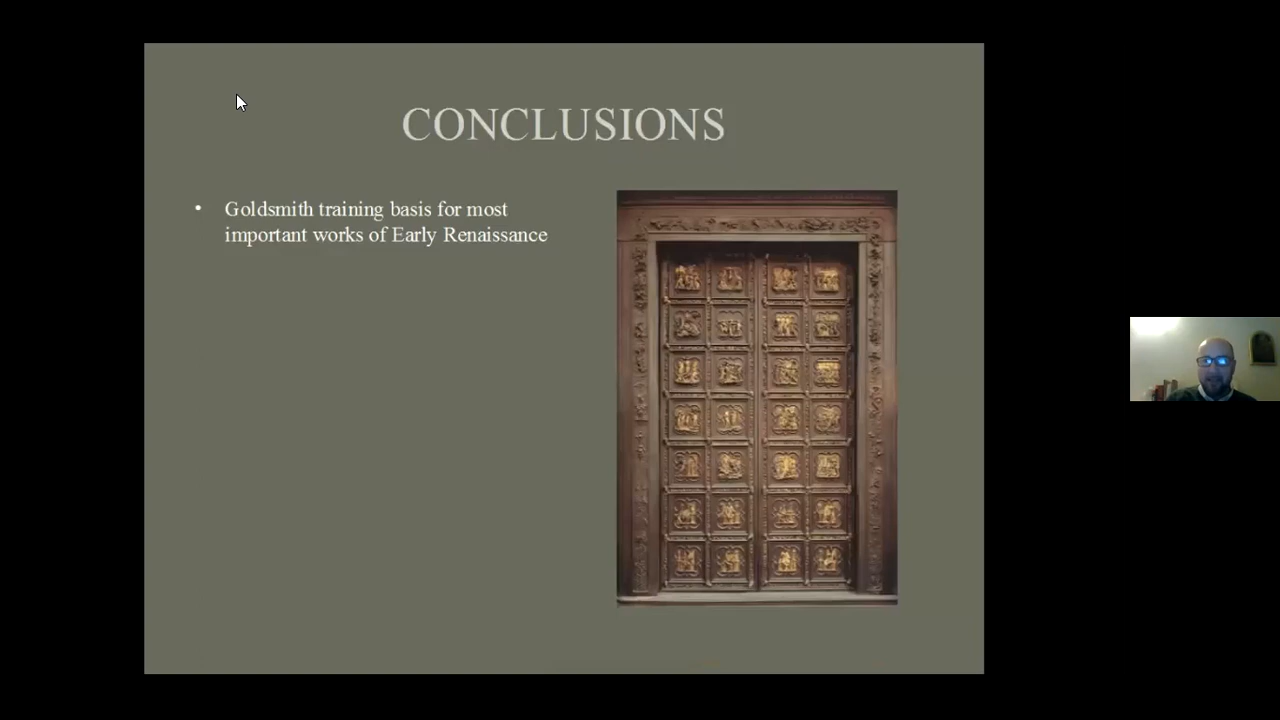 CONCLUSIONS
• Goldsmith training basis for most
important works of Early Renaissance